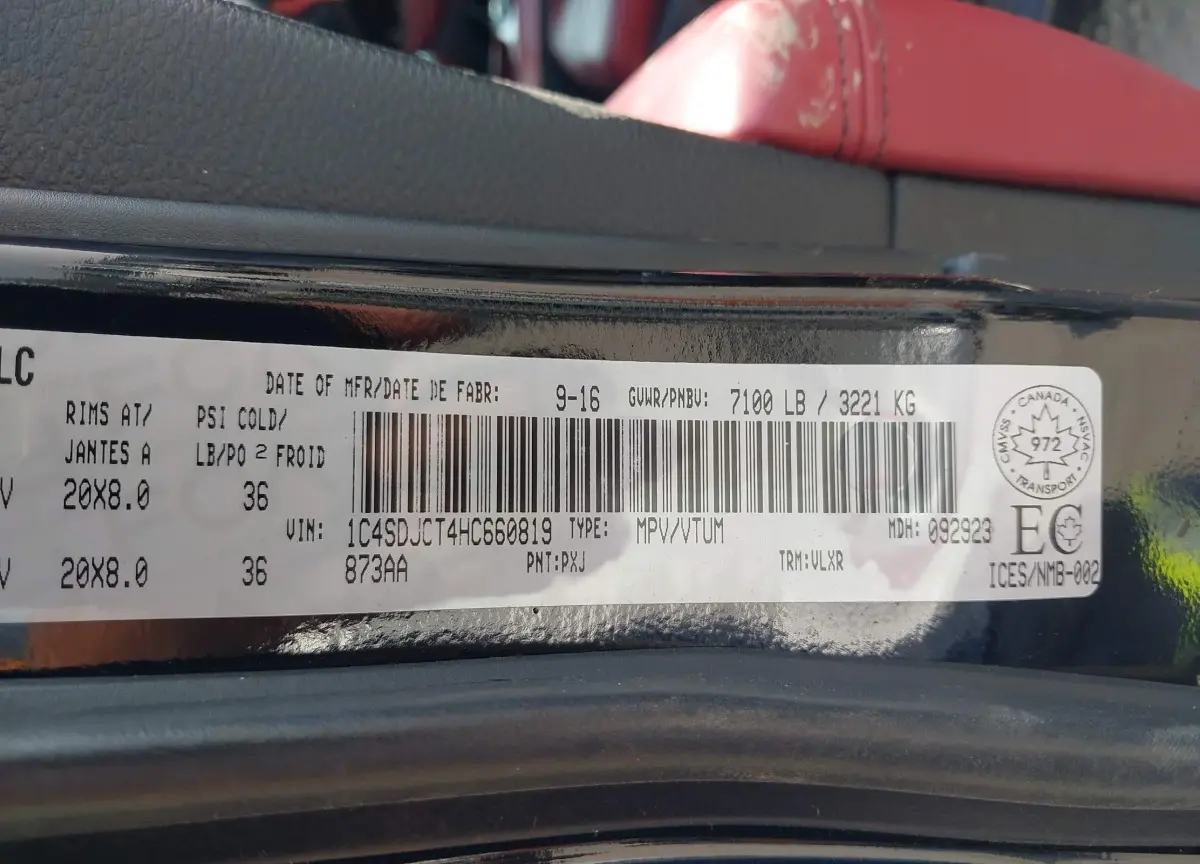 LC
DATE OF MFR/DATE DE FABR: 9-16 GVWR/PNBV: 7100 LB / 3221 KG
RIMS AT/ PSI COLD/
JANTES A LB/PO 2 FROID
V 20X8.0 36
VIN: 1C4SDJCT4HC660819 TYPE: MPV/VTUM MDH: 092923
V 20X8.0 36 873AA PNT:PXJ TRM:VLXR
CANADA
CMVSS · NSVAC
972
TRANSPORT
EC
ICES/NMB-002